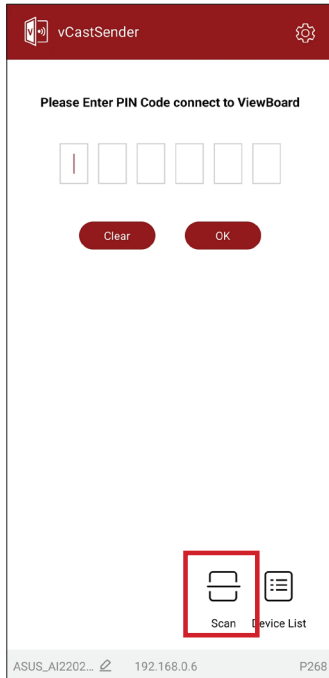 vCastSender
Please Enter PIN Code connect to ViewBoard
Clear OK
Scan Device List
ASUS_AI2202... 192.168.0.6 P268